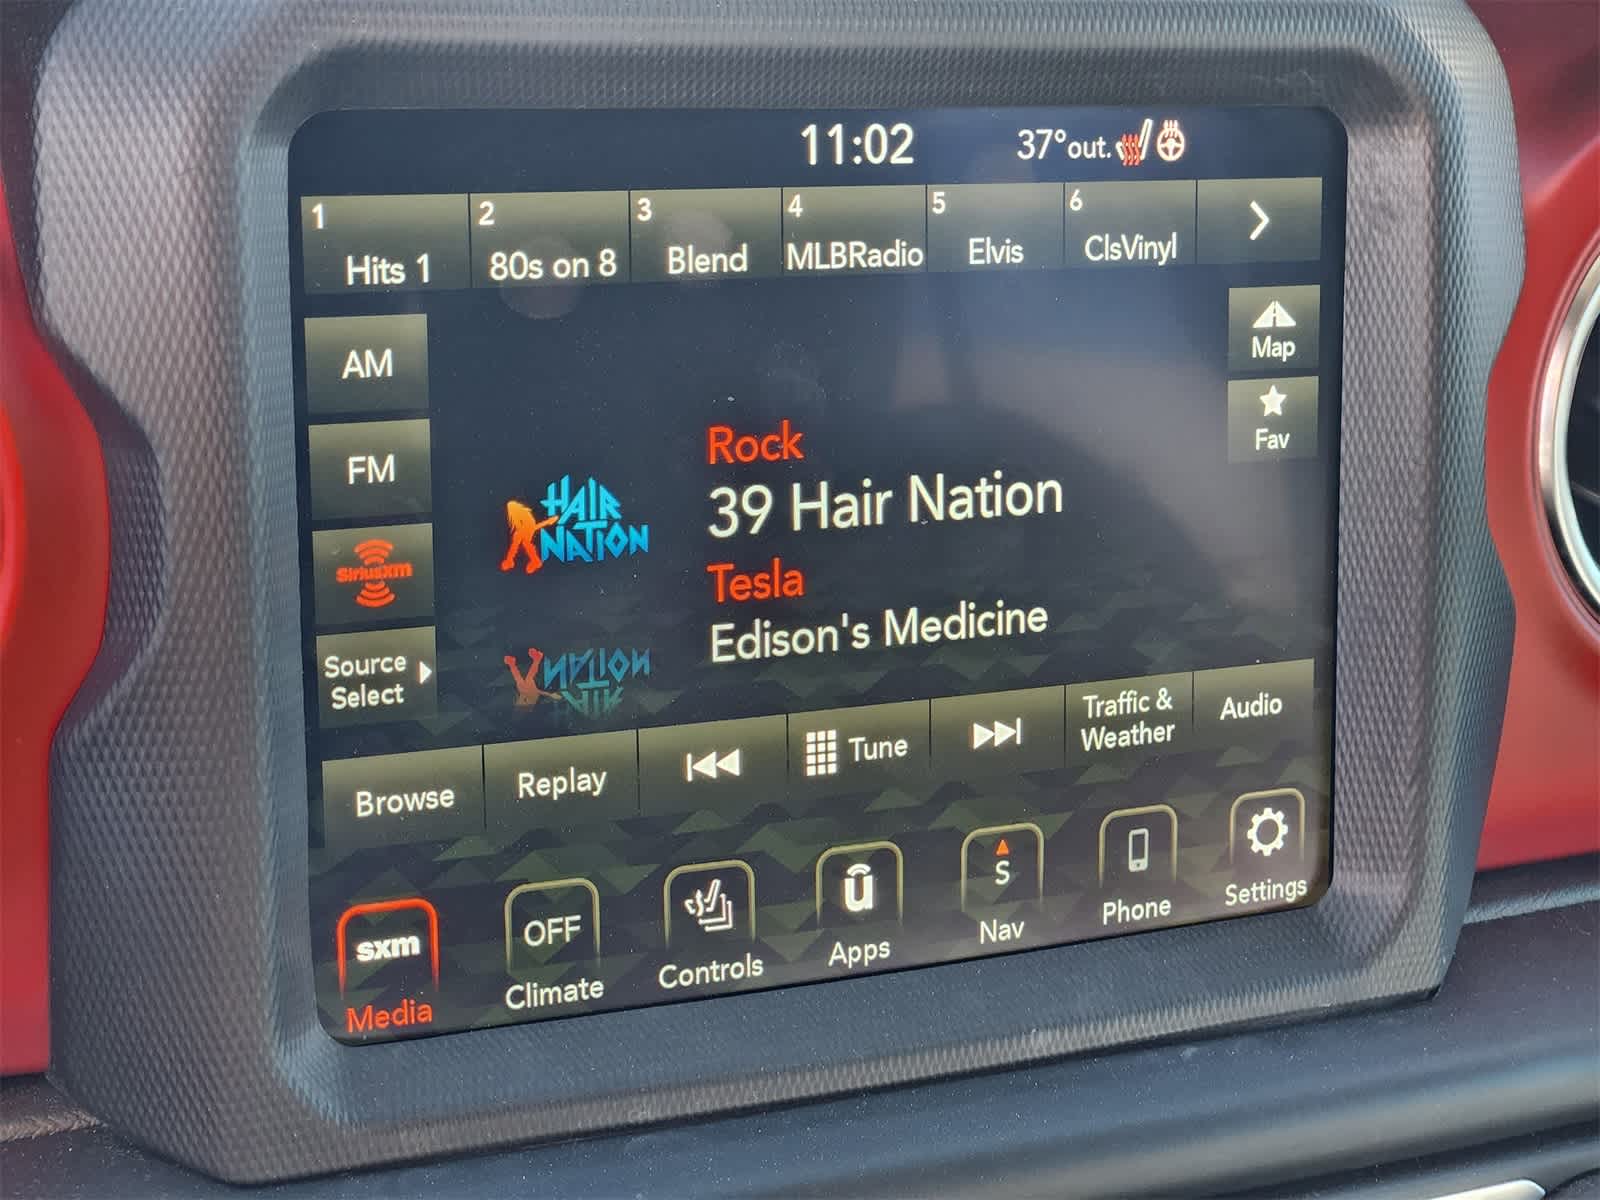 11:02
37°out.
1
Hits 1
2
80s on 8
3
Blend
4
MLBRadio
5
Elvis
6
ClsVinyl
AM
FM
SiriusXM
Source
Select
HAIR
NATION
Rock
39 Hair Nation
Tesla
Edison's Medicine
Map
Fav
Browse
Replay
Tune
Traffic &
Weather
Audio
sxm
Media
OFF
Climate
Controls
ū
Apps
S
Nav
Phone
Settings